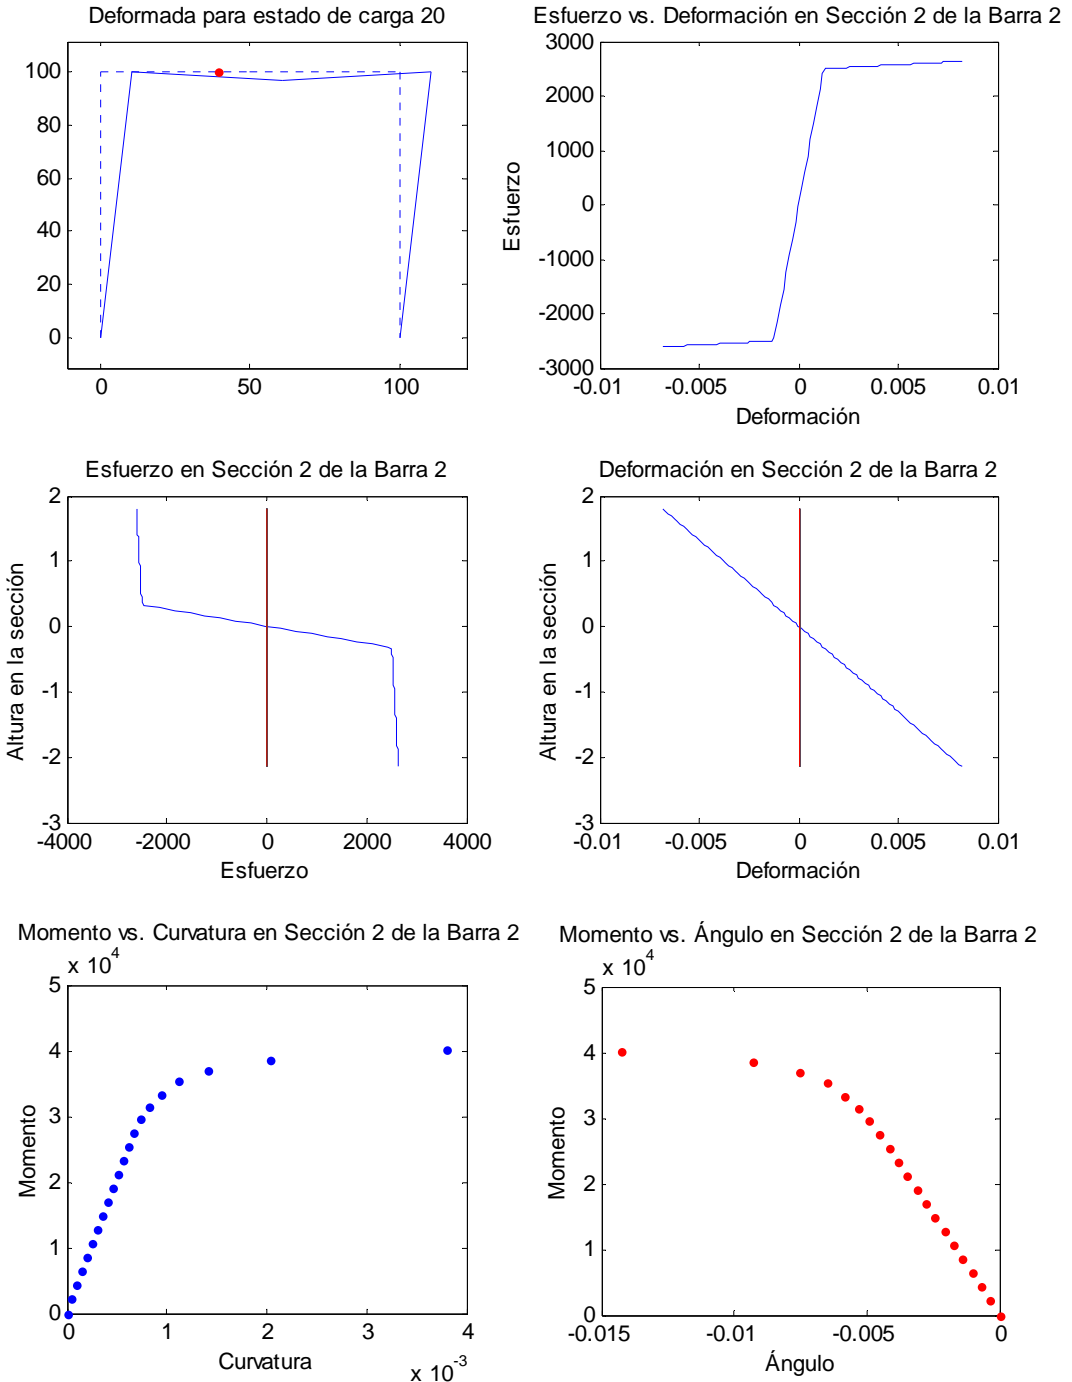 Deformada para estado de carga 20
100
80
60
40
20
0
0 50 100
Esfuerzo vs. Deformación en Sección 2 de la Barra 2
3000
2000
1000
0
-1000
-2000
-3000
Esfuerzo
-0.01 -0.005 0 0.005 0.01
Deformación
Esfuerzo en Sección 2 de la Barra 2
2
1
0
-1
-2
-3
Altura en la sección
-4000 -2000 0 2000 4000
Esfuerzo
Deformación en Sección 2 de la Barra 2
2
1
0
-1
-2
-3
Altura en la sección
-0.01 -0.005 0 0.005 0.01
Deformación
Momento vs. Curvatura en Sección 2 de la Barra 2
x 10^4
5
4
3
2
1
0
Momento
0 1 2 3 4
Curvatura
x 10^-3
Momento vs. Ángulo en Sección 2 de la Barra 2
x 10^4
5
4
3
2
1
0
Momento
-0.015 -0.01 -0.005 0
Ángulo